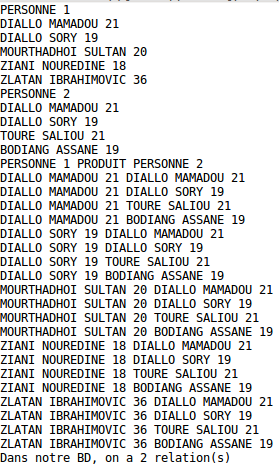 PERSONNE 1
DIALLO MAMADOU 21
DIALLO SORY 19
MOURTHADHOI SULTAN 20
ZIANI NOUREDINE 18
ZLATAN IBRAHIMOVIC 36
PERSONNE 2
DIALLO MAMADOU 21
DIALLO SORY 19
TOURE SALIOU 21
BODIANG ASSANE 19
PERSONNE 1 PRODUIT PERSONNE 2
DIALLO MAMADOU 21 DIALLO MAMADOU 21
DIALLO MAMADOU 21 DIALLO SORY 19
DIALLO MAMADOU 21 TOURE SALIOU 21
DIALLO MAMADOU 21 BODIANG ASSANE 19
DIALLO SORY 19 DIALLO MAMADOU 21
DIALLO SORY 19 DIALLO SORY 19
DIALLO SORY 19 TOURE SALIOU 21
DIALLO SORY 19 BODIANG ASSANE 19
MOURTHADHOI SULTAN 20 DIALLO MAMADOU 21
MOURTHADHOI SULTAN 20 DIALLO SORY 19
MOURTHADHOI SULTAN 20 TOURE SALIOU 21
MOURTHADHOI SULTAN 20 BODIANG ASSANE 19
ZIANI NOUREDINE 18 DIALLO MAMADOU 21
ZIANI NOUREDINE 18 DIALLO SORY 19
ZIANI NOUREDINE 18 TOURE SALIOU 21
ZIANI NOUREDINE 18 BODIANG ASSANE 19
ZLATAN IBRAHIMOVIC 36 DIALLO MAMADOU 21
ZLATAN IBRAHIMOVIC 36 DIALLO SORY 19
ZLATAN IBRAHIMOVIC 36 TOURE SALIOU 21
ZLATAN IBRAHIMOVIC 36 BODIANG ASSANE 19
Dans notre BD, on a 2 relation(s)